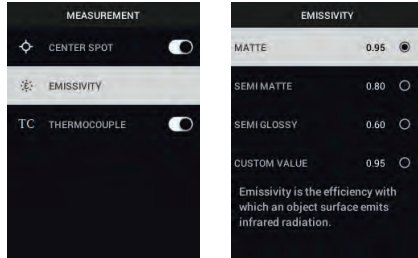 MEASUREMENT
CENTER SPOT
EMISSIVITY
TC THERMOCOUPLE
EMISSIVITY
MATTE 0.95
SEMI MATTE 0.80
SEMI GLOSSY 0.60
CUSTOM VALUE 0.95
Emissivity is the efficiency with
which an object surface emits
infrared radiation.